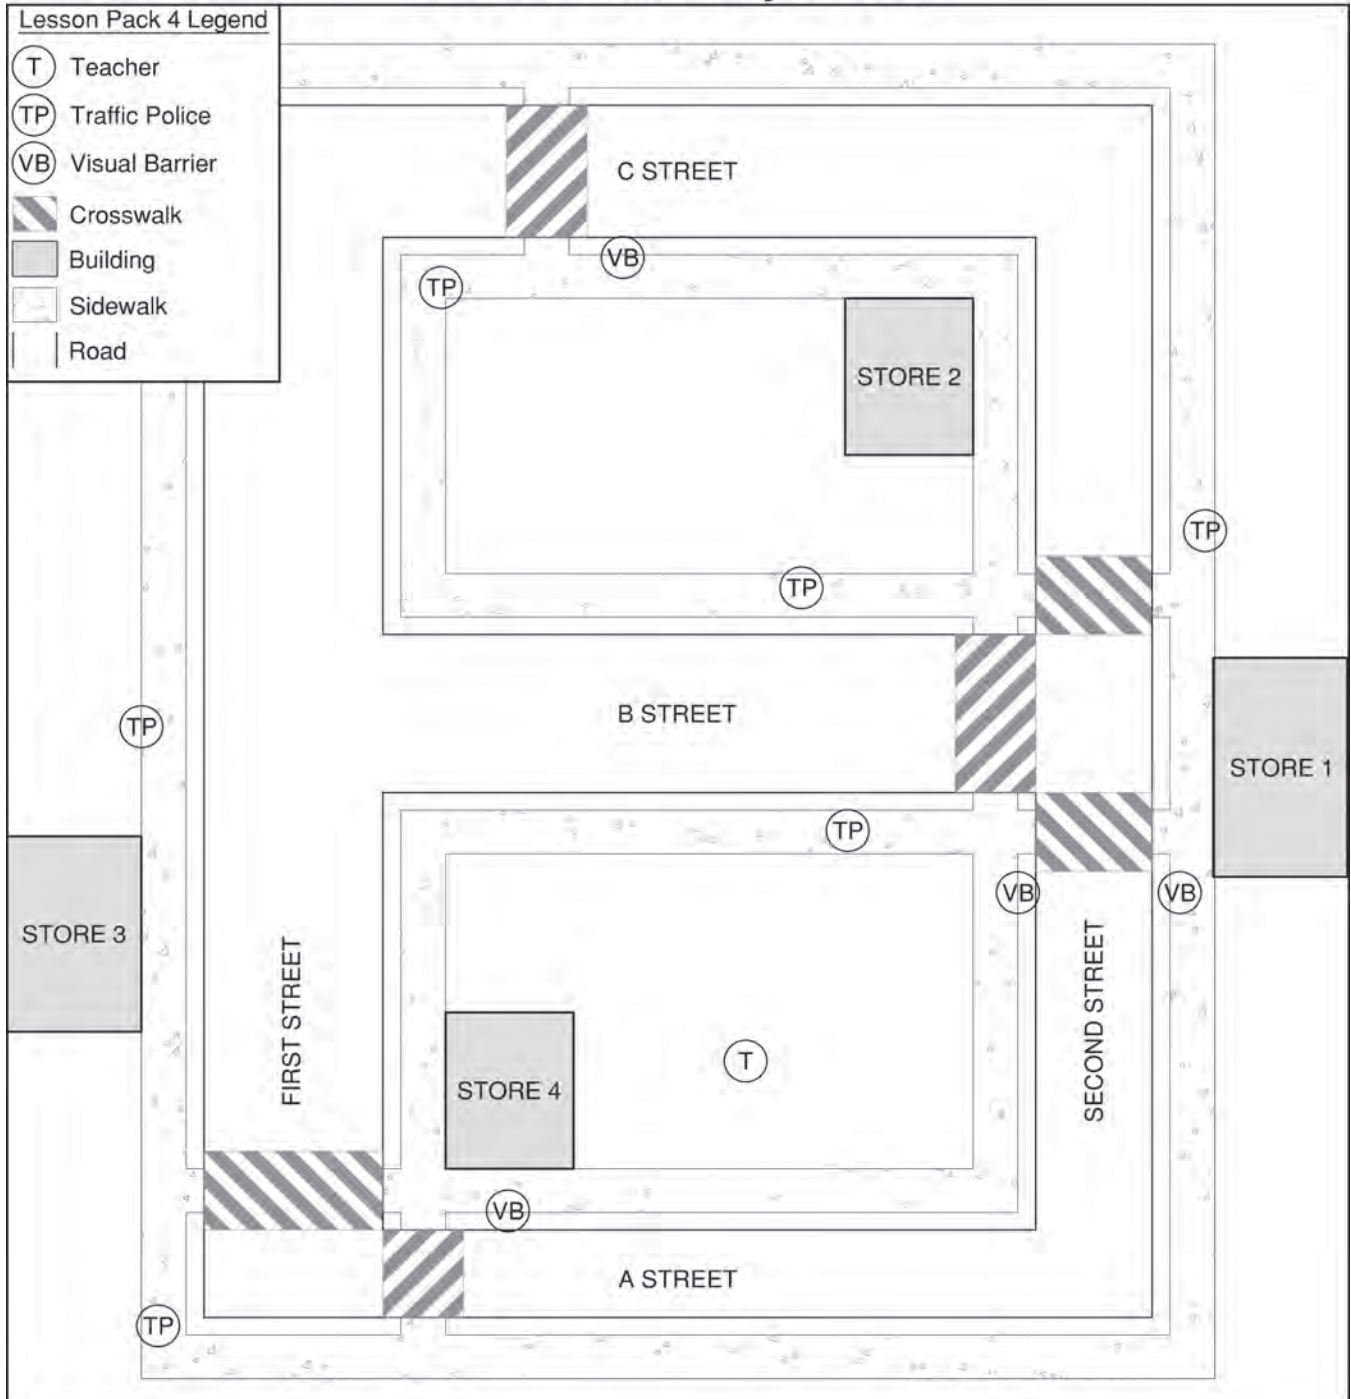 Lesson Pack 4 Legend
T Teacher
TP Traffic Police
VB Visual Barrier
Crosswalk
Building
Sidewalk
Road
C STREET
VB
TP
STORE 2
TP
TP
TP
B STREET
STORE 1
TP
VB
VB
STORE 3
FIRST STREET
SECOND STREET
T
STORE 4
VB
A STREET
TP